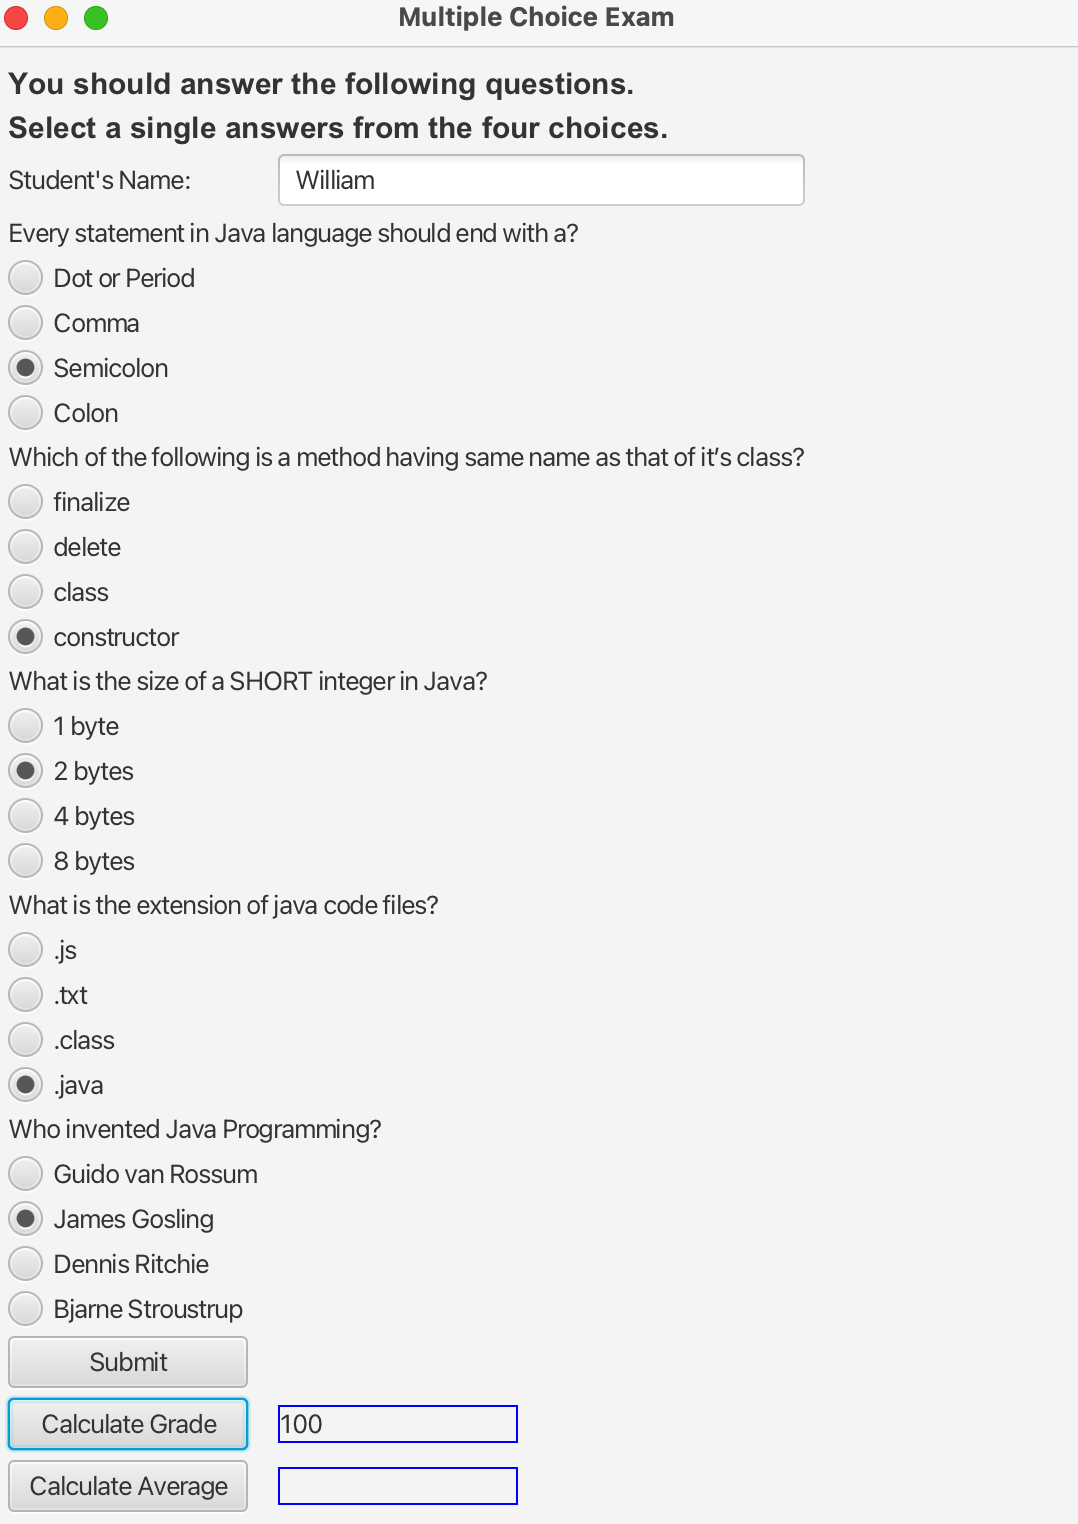 Multiple Choice Exam
You should answer the following questions.
Select a single answers from the four choices.
Student's Name: William
Every statement in Java language should end with a?
Dot or Period
Comma
Semicolon
Colon
Which of the following is a method having same name as that of it’s class?
finalize
delete
class
constructor
What is the size of a SHORT integer in Java?
1 byte
2 bytes
4 bytes
8 bytes
What is the extension of java code files?
.js
.txt
.class
.java
Who invented Java Programming?
Guido van Rossum
James Gosling
Dennis Ritchie
Bjarne Stroustrup
Submit
Calculate Grade 100
Calculate Average